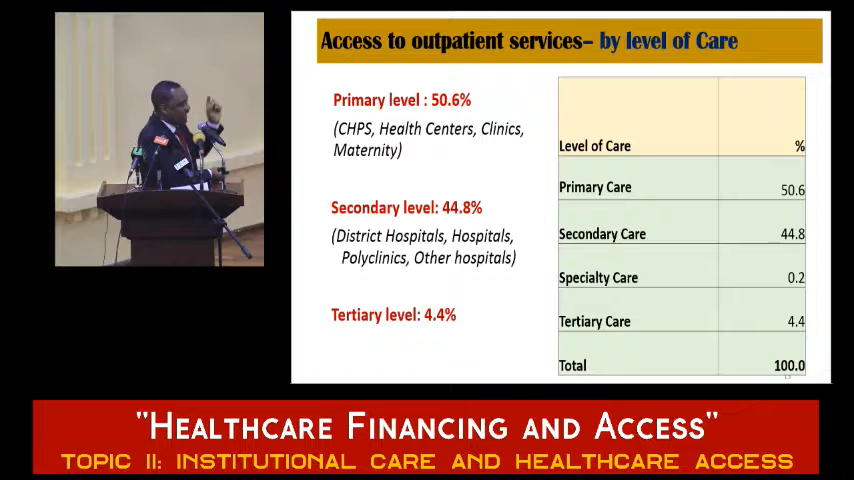 Access to outpatient services– by level of Care
Primary level : 50.6%
(CHPS, Health Centers, Clinics,
Maternity)
Secondary level: 44.8%
(District Hospitals, Hospitals,
Polyclinics, Other hospitals)
Tertiary level: 4.4%
Level of Care %
Primary Care 50.6
Secondary Care 44.8
Specialty Care 0.2
Tertiary Care 4.4
Total 100.0
"Healthcare Financing and Access"
TOPIC II: INSTITUTIONAL CARE AND HEALTHCARE ACCESS